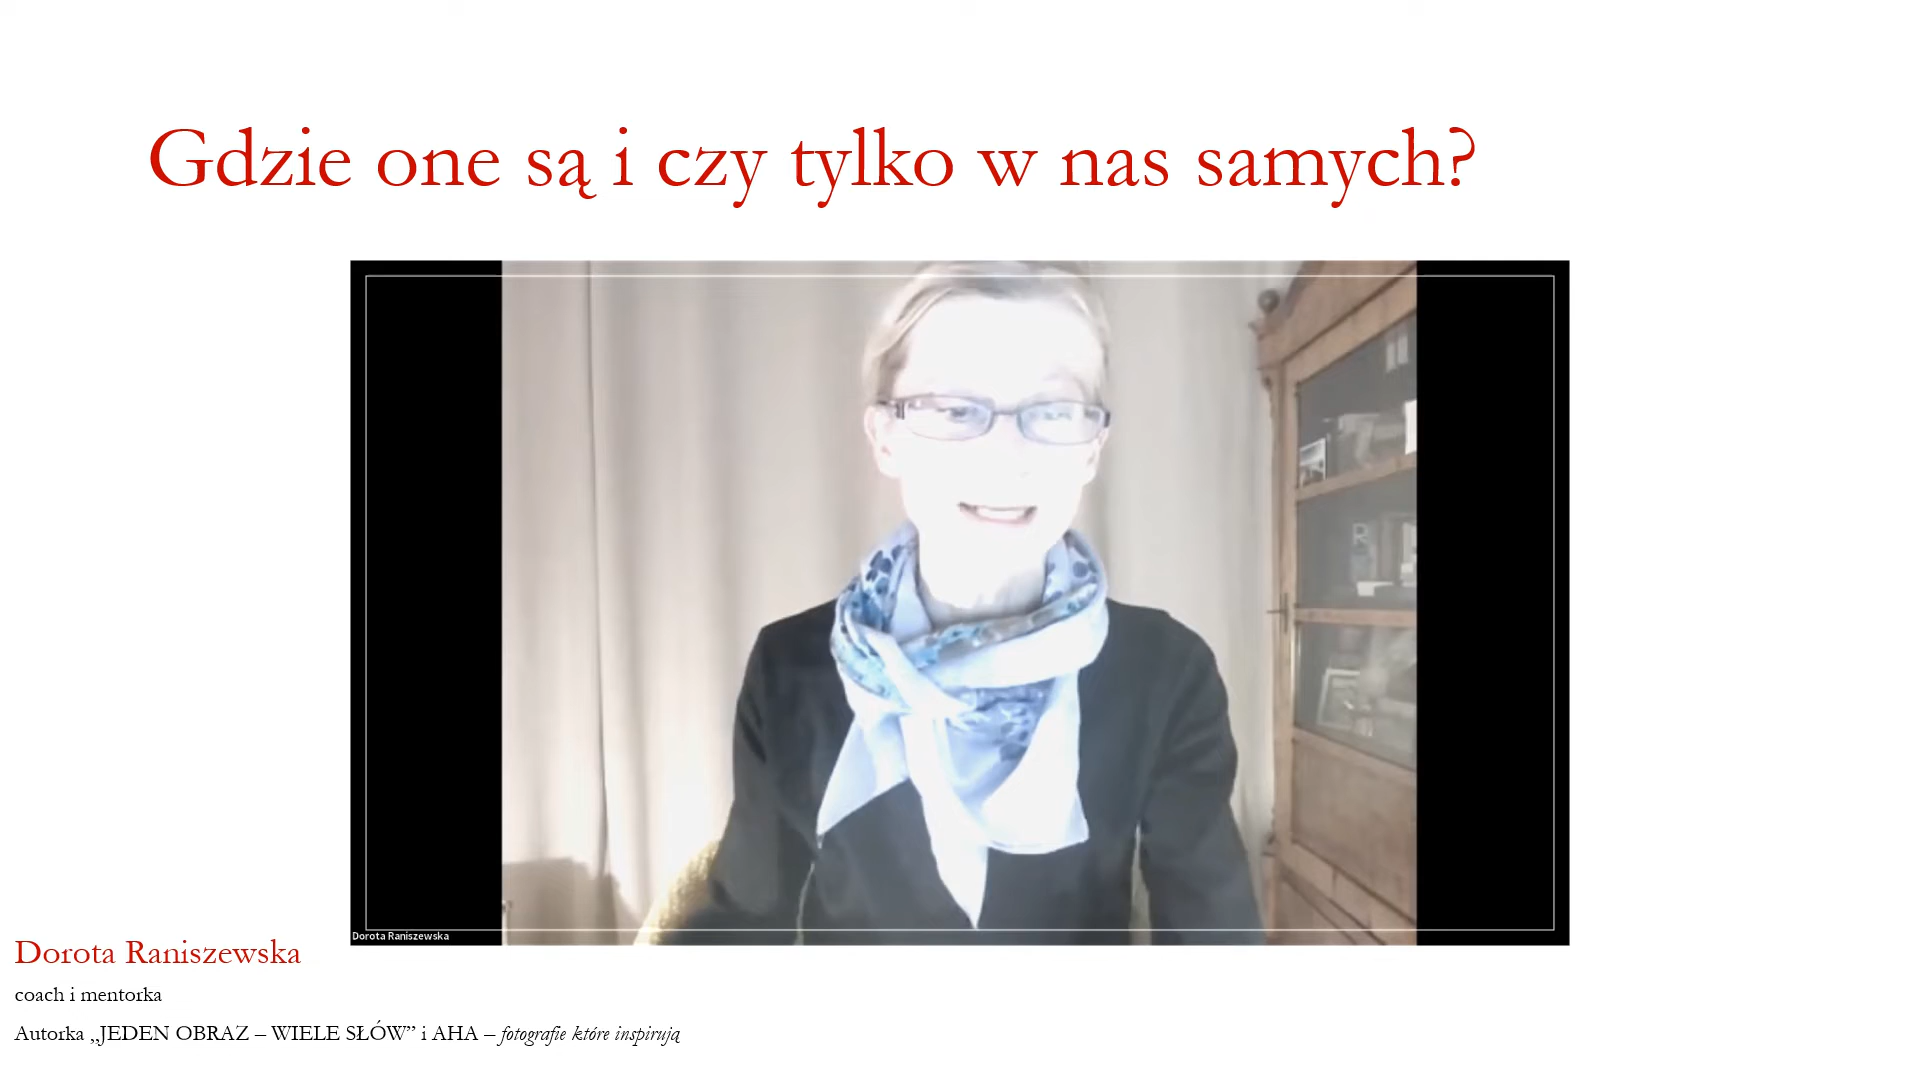 Gdzie one są i czy tylko w nas samych?
R
Dorota Raniszewska
Dorota Raniszewska
coach i mentorka
Autorka „JEDEN OBRAZ – WIELE SŁÓW” i AHA – fotografie które inspirują